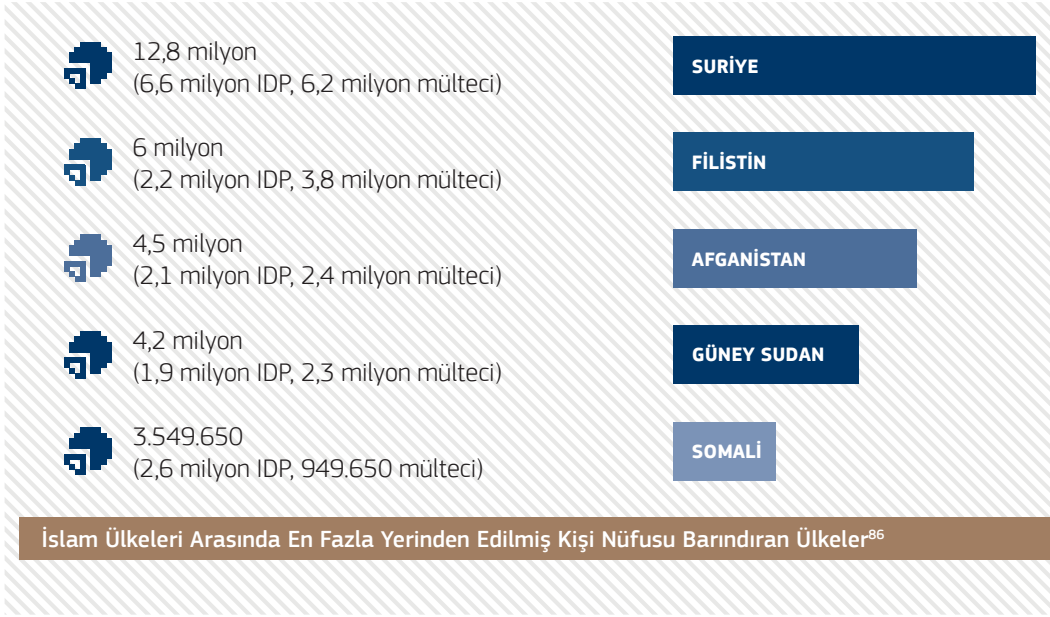 12,8 milyon
(6,6 milyon IDP, 6,2 milyon mülteci)
SURİYE
6 milyon
(2,2 milyon IDP, 3,8 milyon mülteci)
FİLİSTİN
4,5 milyon
(2,1 milyon IDP, 2,4 milyon mülteci)
AFGANİSTAN
4,2 milyon
(1,9 milyon IDP, 2,3 milyon mülteci)
GÜNEY SUDAN
3.549.650
(2,6 milyon IDP, 949.650 mülteci)
SOMALİ
İslam Ülkeleri Arasında En Fazla Yerinden Edilmiş Kişi Nüfusu Barındıran Ülkeler⁸⁶